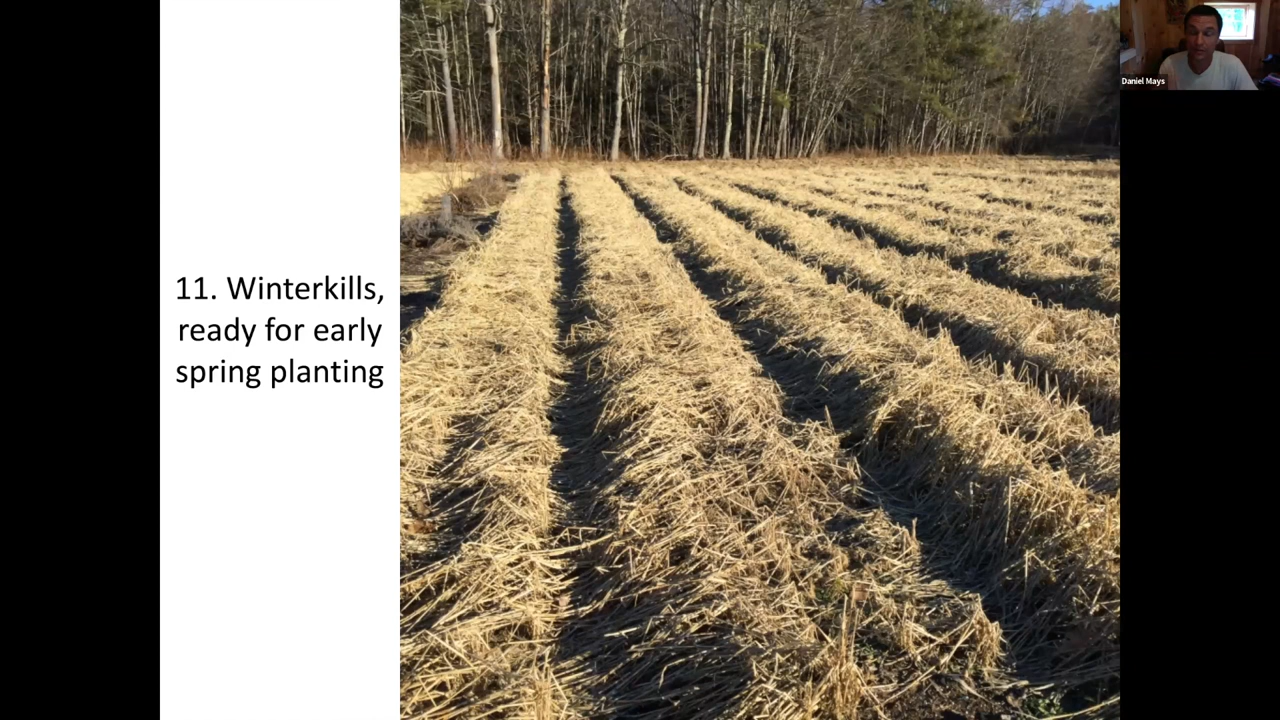 11. Winterkills,
ready for early
spring planting
Daniel Mays